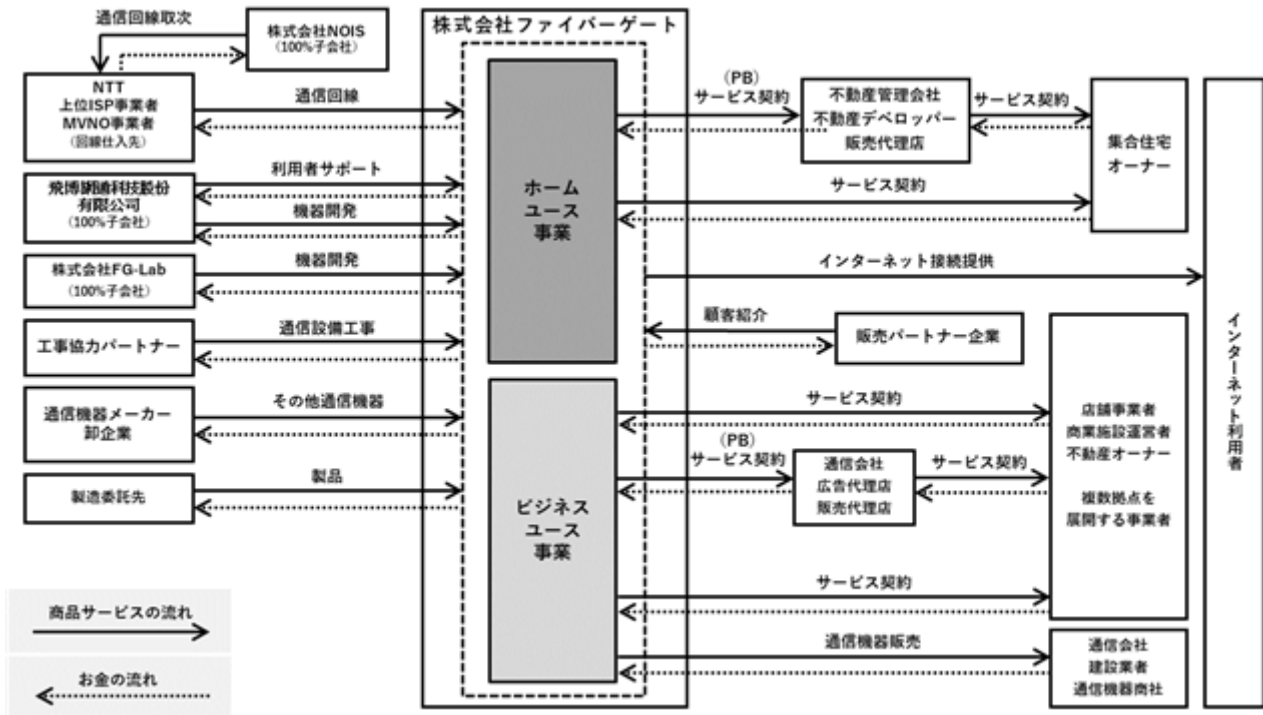 通信回線取次
株式会社NOIS
(100%子会社)
NTT
上位ISP事業者
MVNO事業者
(回線仕入先)
通信回線
利用者サポート
有限公司
(100%子会社)
機器開発
株式会社FG-Lab
(100%子会社)
機器開発
工事協力パートナー
通信設備工事
通信機器メーカー
卸企業
その他通信機器
製造委託先
製品
商品サービスの流れ
お金の流れ
株式会社ファイバーゲート
ホーム
ユース
事業
ビジネス
ユース
事業
(PB)
サービス契約
不動産管理会社
不動産デベロッパー
販売代理店
サービス契約
集合住宅
オーナー
サービス契約
インターネット接続提供
顧客紹介
販売パートナー企業
サービス契約
(PB)
サービス契約
通信会社
広告代理店
販売代理店
サービス契約
店舗事業者
商業施設運営者
不動産オーナー
複数拠点を
展開する事業者
サービス契約
通信機器販売
通信会社
建設業者
通信機器商社
インターネット利用者